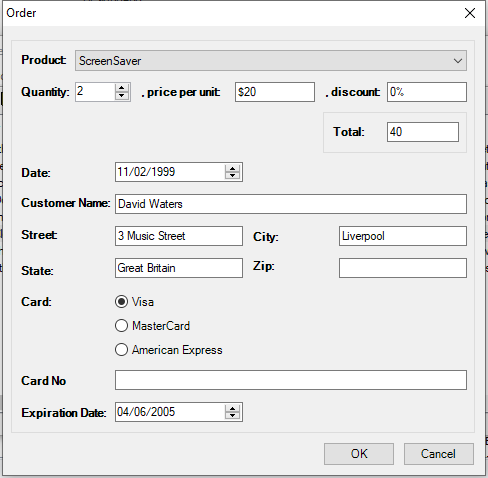 Order
Product: ScreenSaver
Quantity: 2 , price per unit: $20 , discount: 0%
Total: 40
Date: 11/02/1999
Customer Name: David Waters
Street: 3 Music Street City: Liverpool
State: Great Britain Zip:
Card: Visa
MasterCard
American Express
Card No
Expiration Date: 04/06/2005
OK Cancel